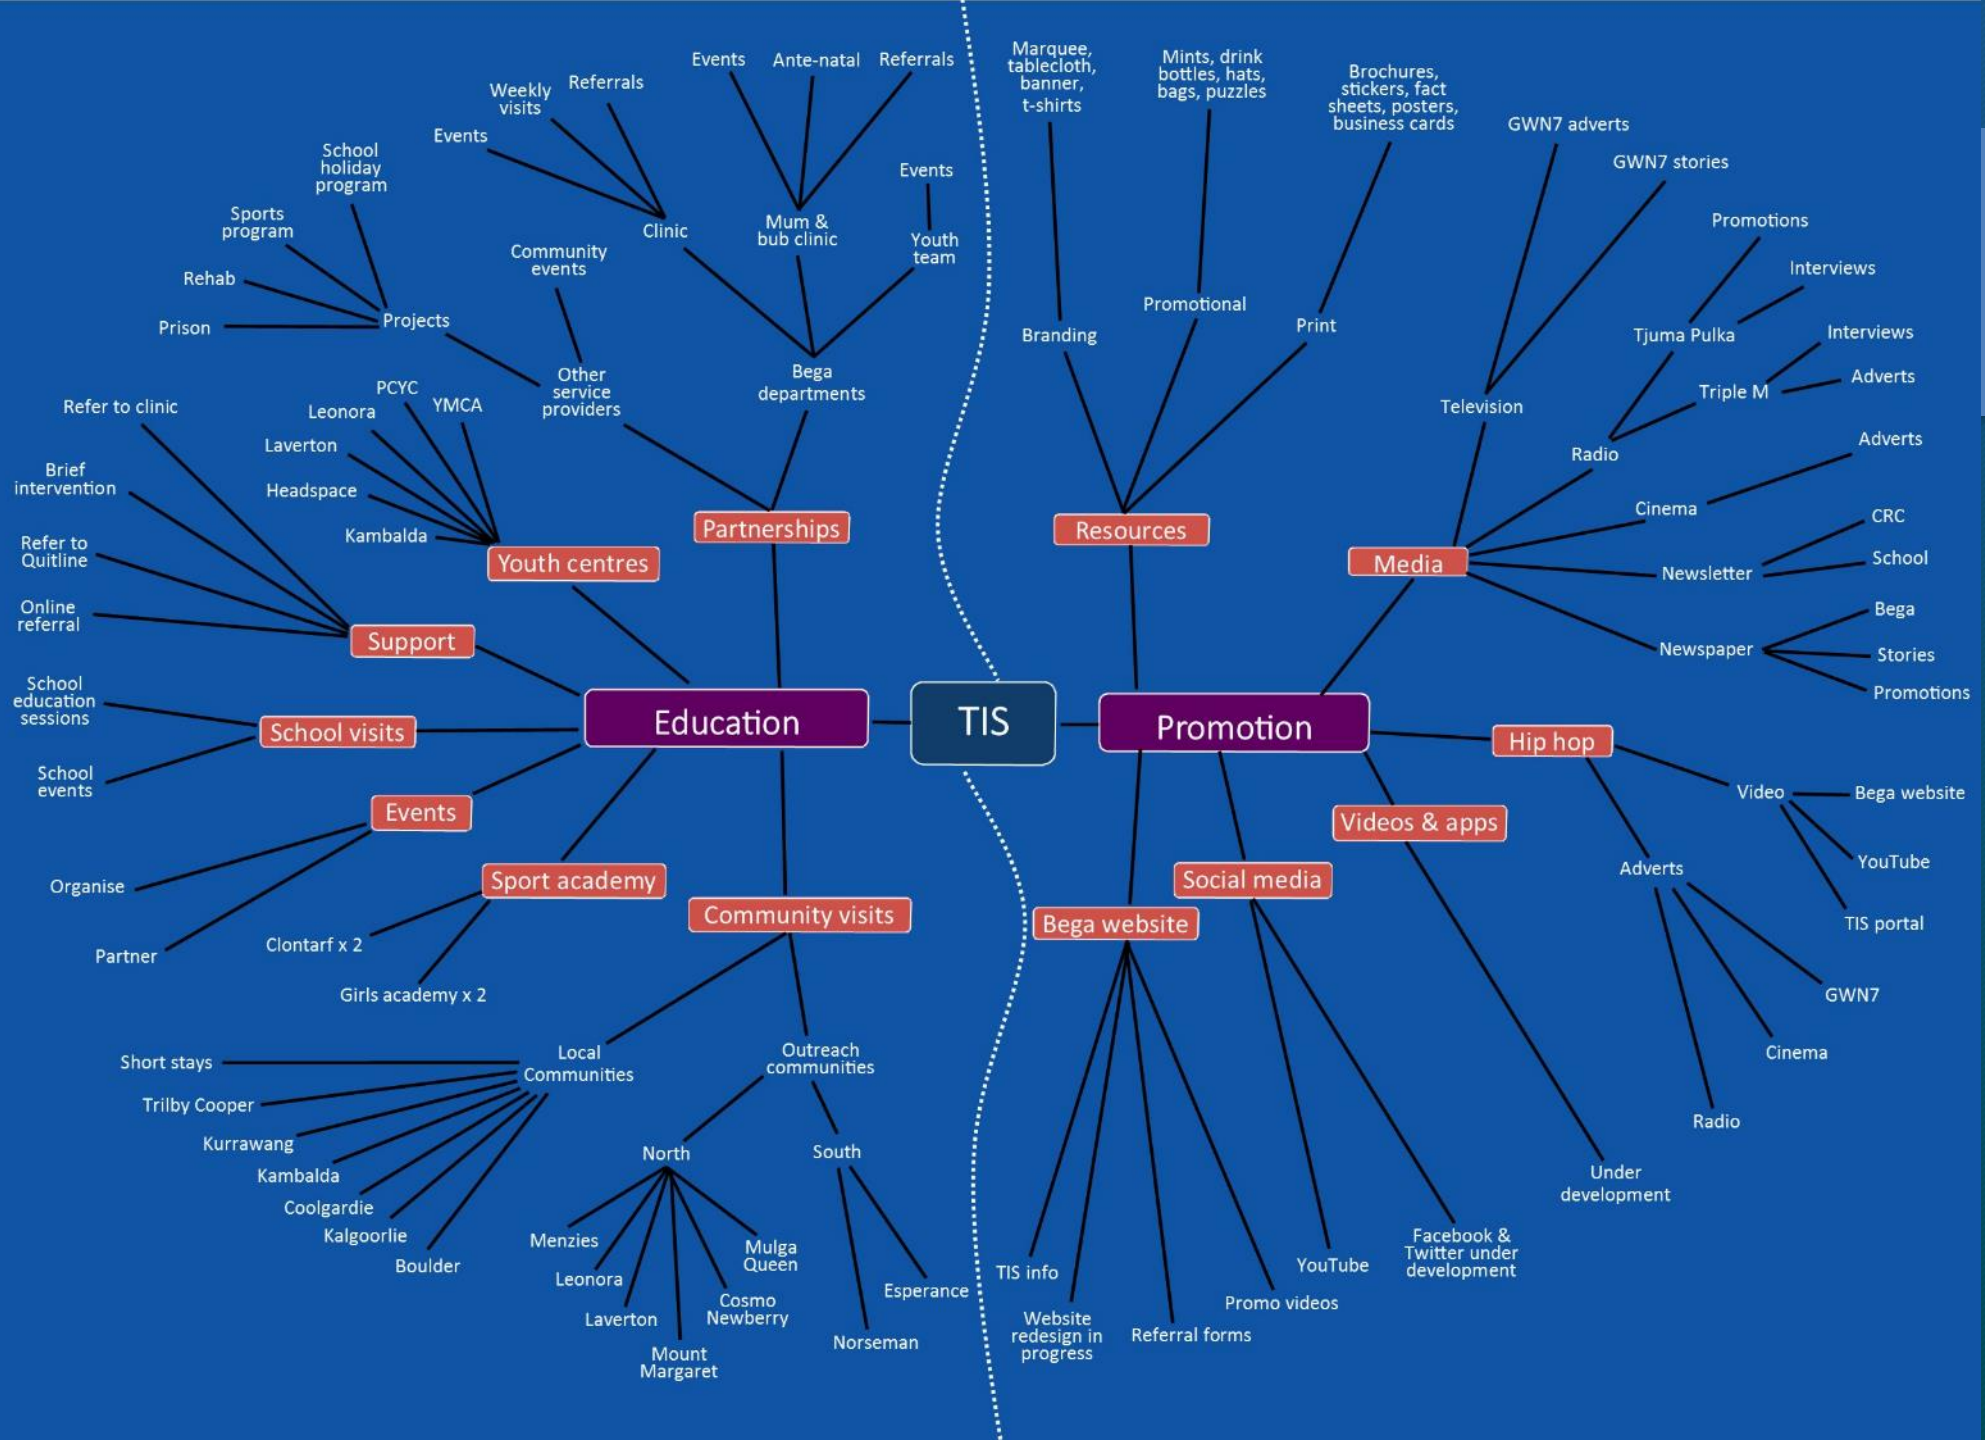 Events
Ante-natal
Referrals
Weekly
visits
Referrals
Events
School
holiday
program
Sports
program
Rehab
Prison
Projects
Community
events
Clinic
Mum &
bub clinic
Events
Youth
team
Other
service
providers
Bega
departments
Partnerships
PCYC
YMCA
Leonora
Laverton
Headspace
Kambalda
Youth centres
Refer to clinic
Brief
intervention
Refer to
Quitline
Online
referral
Support
School
education
sessions
School
events
School visits
Education
Events
Organise
Partner
Sport academy
Clontarf x 2
Girls academy x 2
Community visits
Local
Communities
Short stays
Trilby Cooper
Kurrawang
Kambalda
Coolgardie
Kalgoorlie
Boulder
Outreach
communities
North
Menzies
Leonora
Laverton
Mount
Margaret
Cosmo
Newberry
Mulga
Queen
South
Norseman
Esperance
TIS
Promotion
Marquee,
tablecloth,
banner,
t-shirts
Mints, drink
bottles, hats,
bags, puzzles
Brochures,
stickers, fact
sheets, posters,
business cards
Branding
Promotional
Print
Resources
GWN7 adverts
GWN7 stories
Television
Promotions
Interviews
Tjuma Pulka
Interviews
Triple M
Adverts
Radio
Adverts
Cinema
CRC
Newsletter
School
Media
Bega
Newspaper
Stories
Promotions
Hip hop
Video
Bega website
YouTube
TIS portal
Adverts
GWN7
Cinema
Radio
Videos & apps
Under
development
Social media
YouTube
Facebook &
Twitter under
development
Bega website
TIS info
Website
redesign in
progress
Referral forms
Promo videos